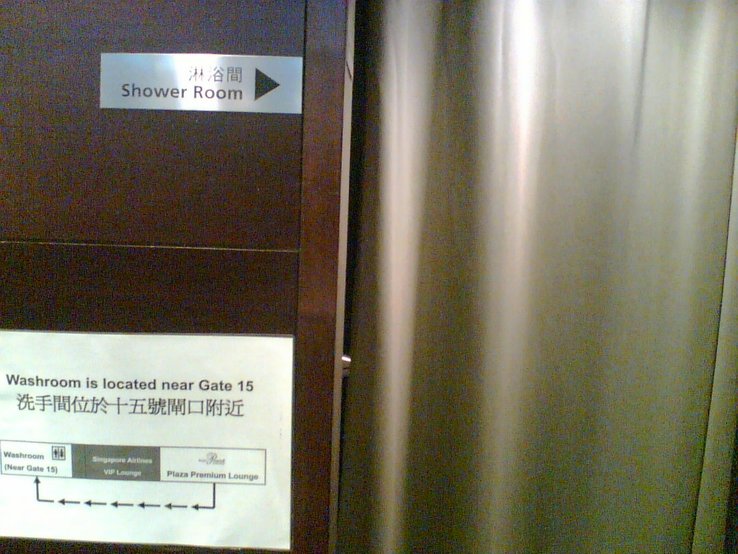 淋浴間
Shower Room
Washroom is located near Gate 15
洗手間位於十五號閘口附近
Washroom
(Near Gate 15)
Singapore Airlines
VIP Lounge
Plaza Premium Lounge